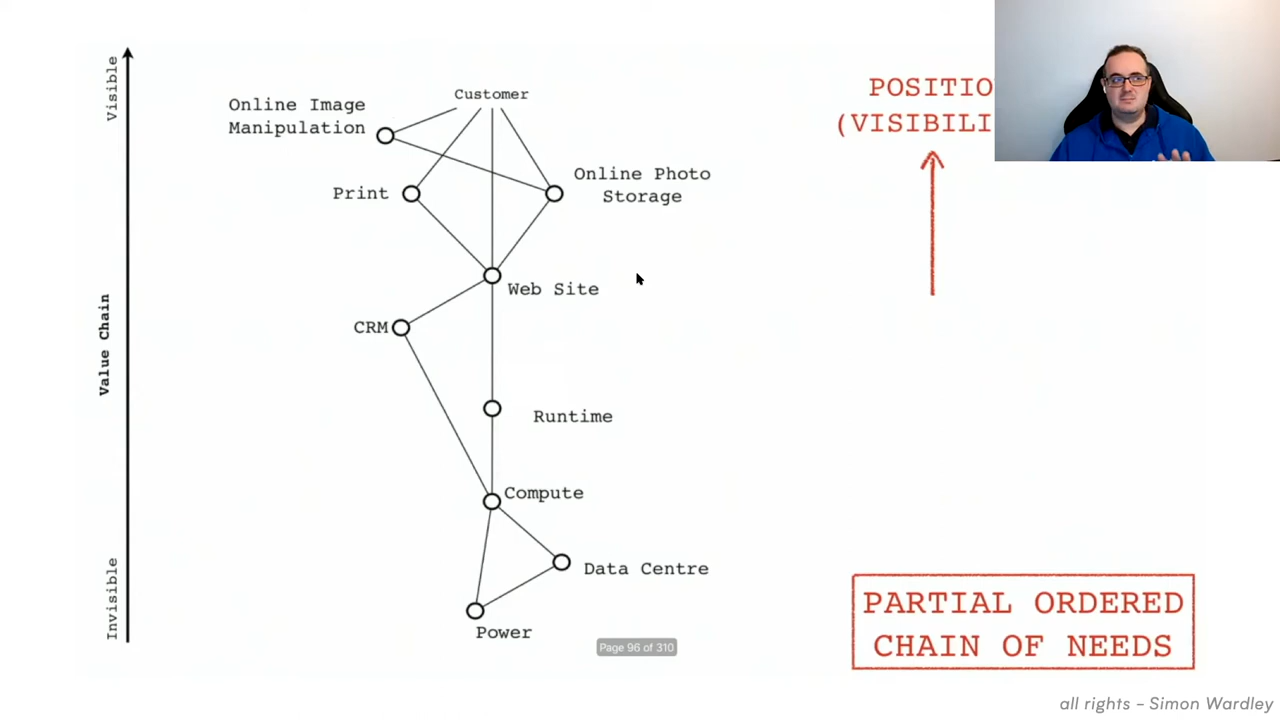 Visible
Value Chain
Invisible
Customer
Online Image
Manipulation
Print
Online Photo
Storage
Web Site
CRM
Runtime
Compute
Data Centre
Power
Page 96 of 310
POSITIO
(VISIBILI
PARTIAL ORDERED
CHAIN OF NEEDS
all rights – Simon Wardley